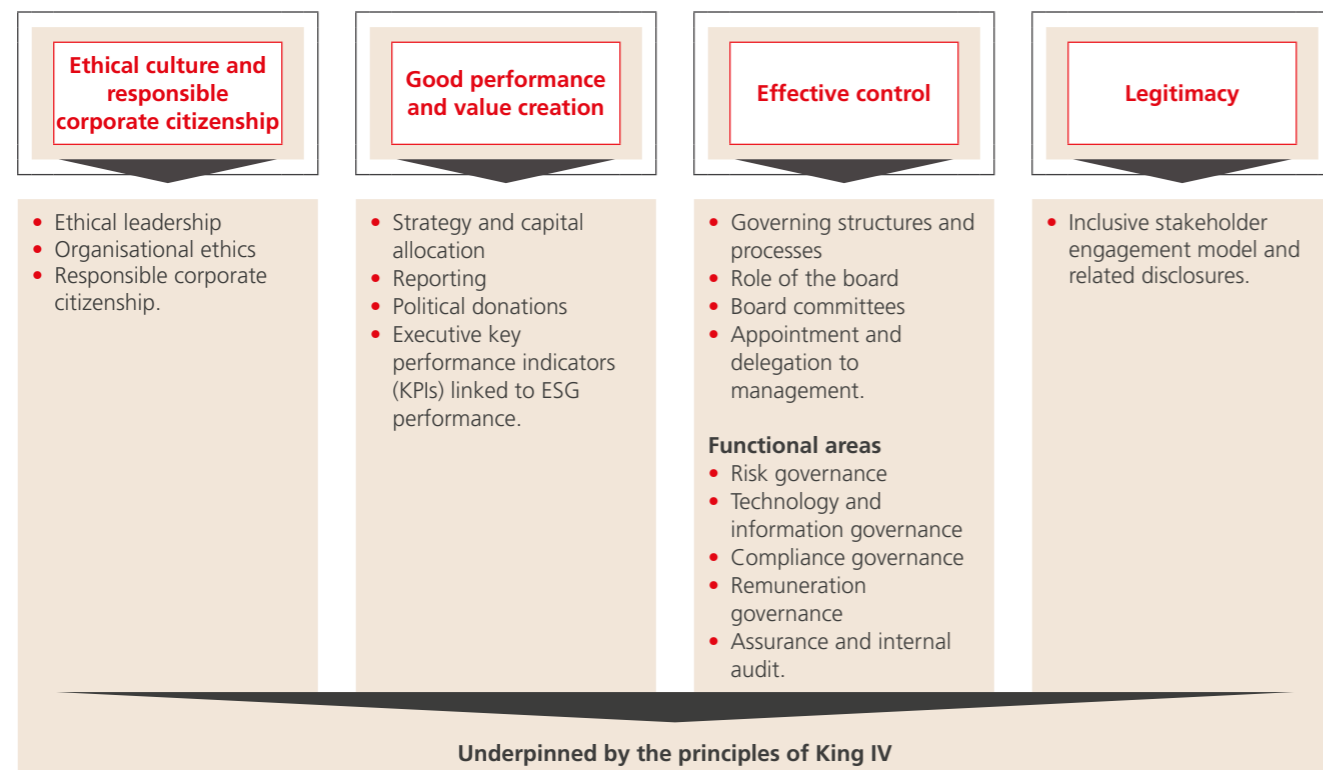 Ethical culture and
responsible
corporate citizenship
• Ethical leadership
• Organisational ethics
• Responsible corporate
citizenship.
Good performance
and value creation
• Strategy and capital
allocation
• Reporting
• Political donations
• Executive key
performance indicators
(KPIs) linked to ESG
performance.
Effective control
• Governing structures and
processes
• Role of the board
• Board committees
• Appointment and
delegation to
management.
Functional areas
• Risk governance
• Technology and
information governance
• Compliance governance
• Remuneration
governance
• Assurance and internal
audit.
Legitimacy
• Inclusive stakeholder
engagement model and
related disclosures.
Underpinned by the principles of King IV